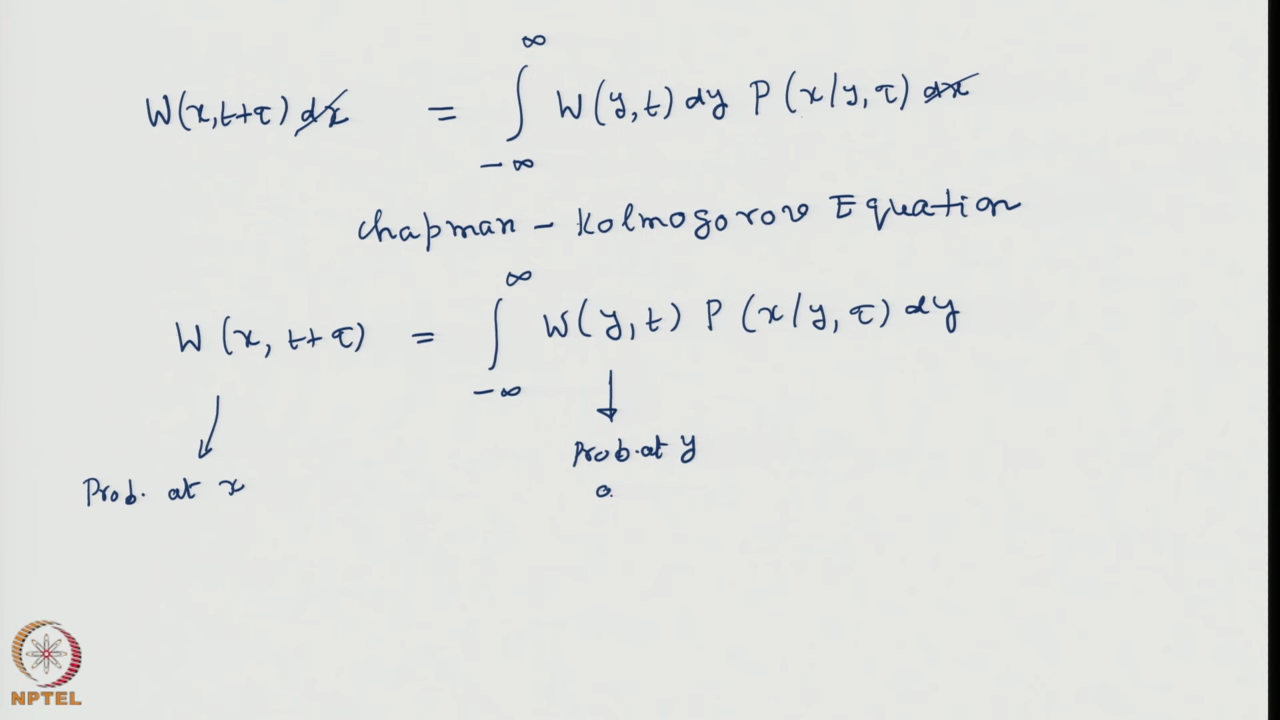 W(x,t+τ) dx = ∫_{-∞}^{∞} W(y,t) dy P(x/y,τ) dx
Chapman - Kolmogorov Equation
W(x, t+τ) = ∫_{-∞}^{∞} W(y,t) P(x/y,τ) dy
Prob. at x
Prob. at y
a
NPTEL